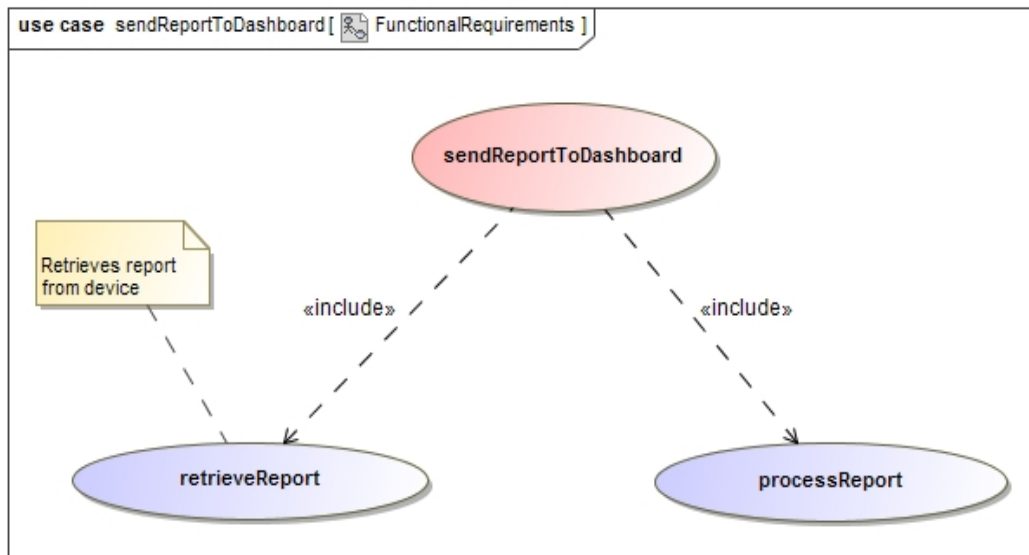 use case sendReportToDashboard [ FunctionalRequirements ]
sendReportToDashboard
Retrieves report
from device
«include» «include»
retrieveReport processReport